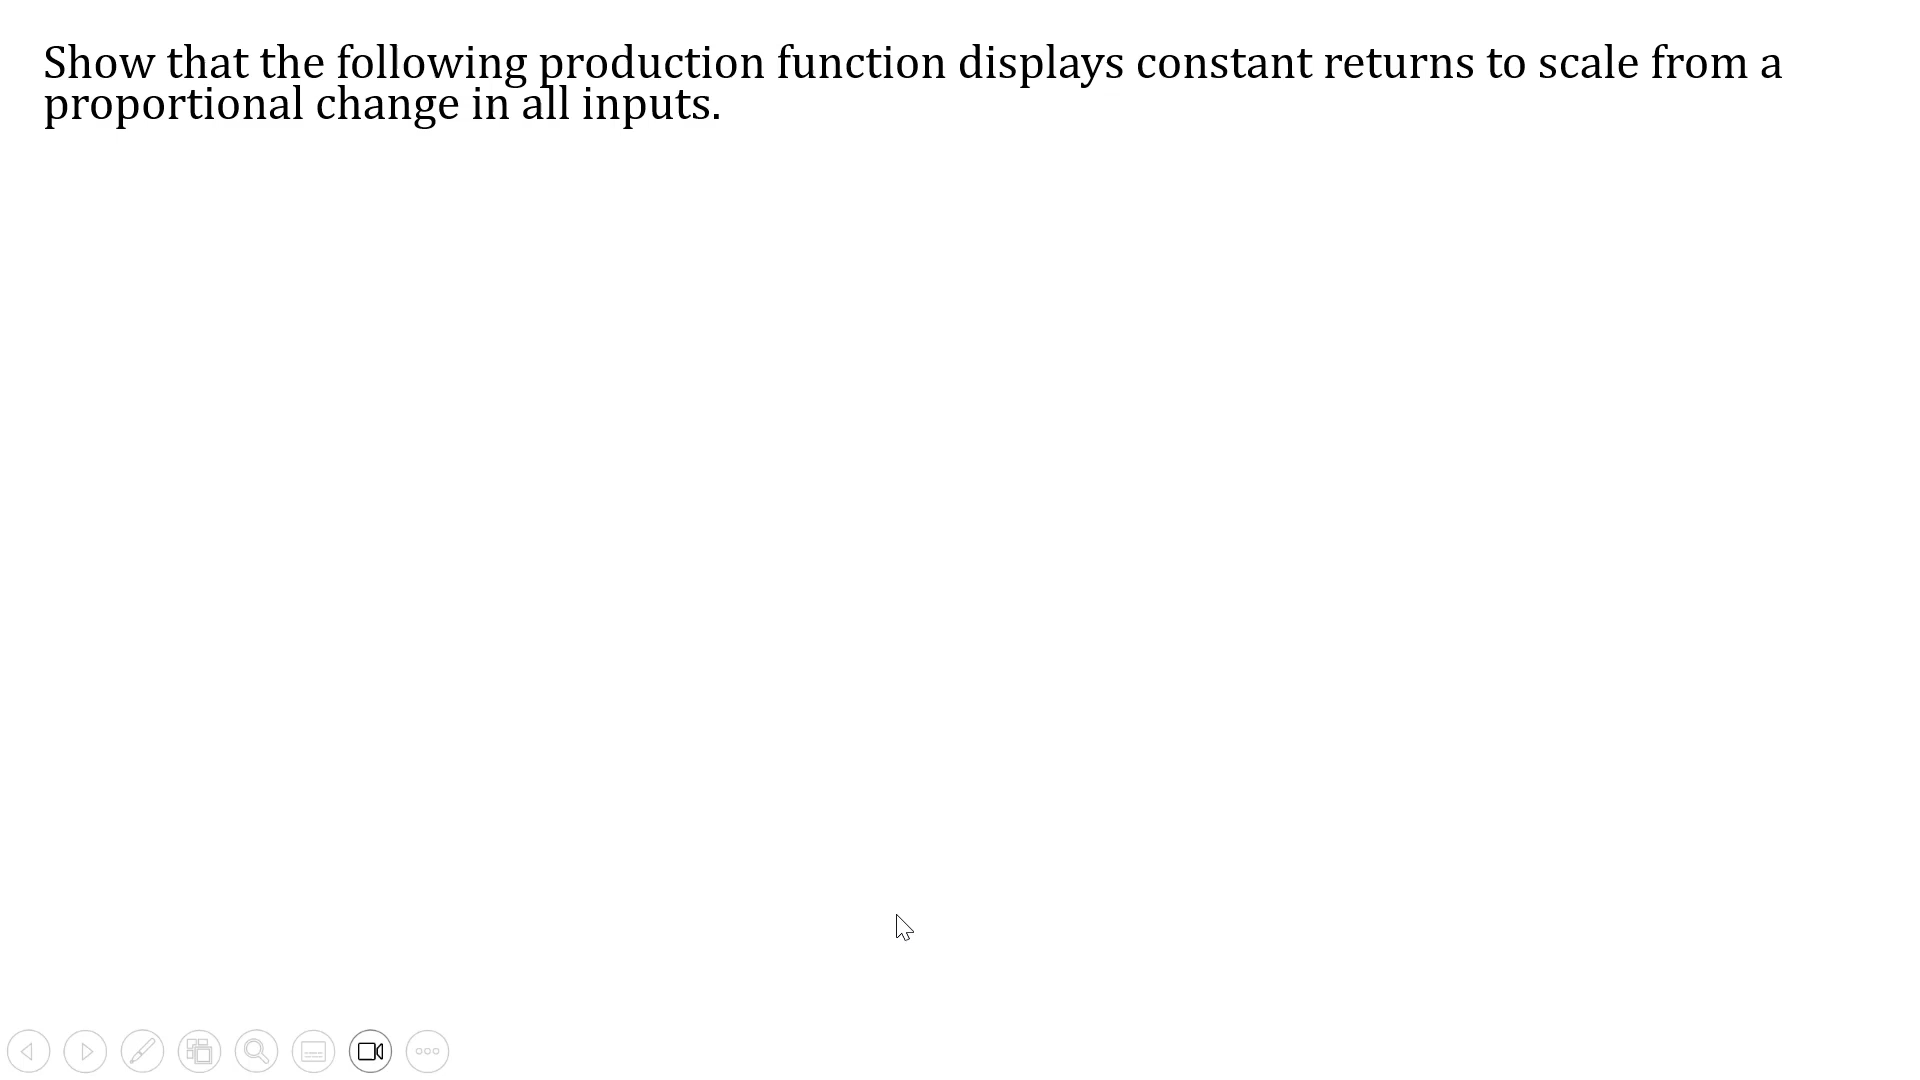 Show that the following production function displays constant returns to scale from a
proportional change in all inputs.